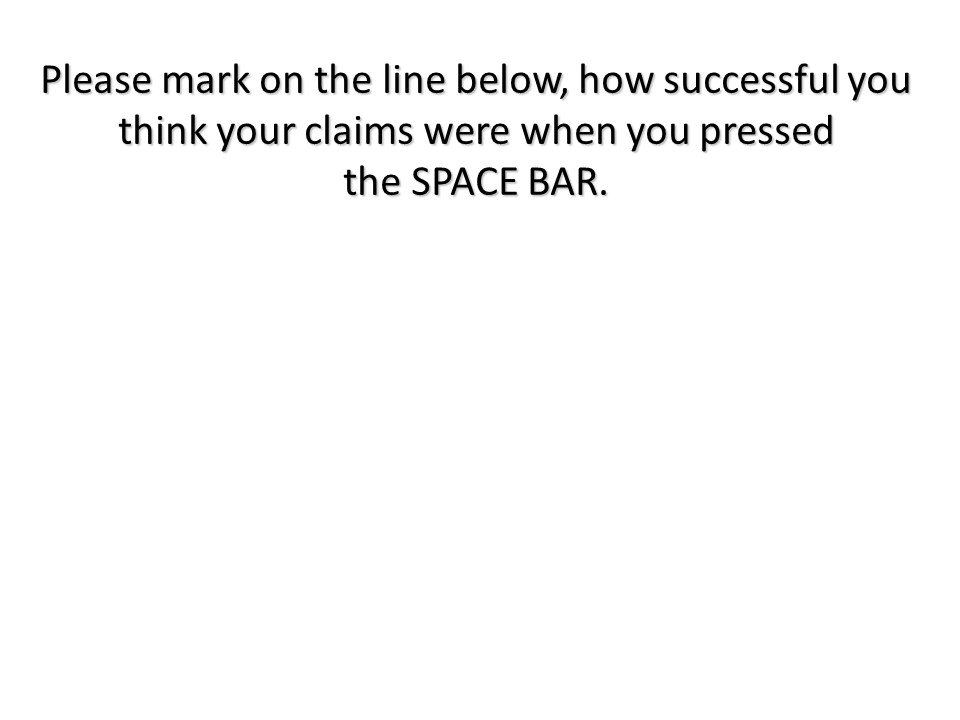 Please mark on the line below, how successful you
think your claims were when you pressed
the SPACE BAR.